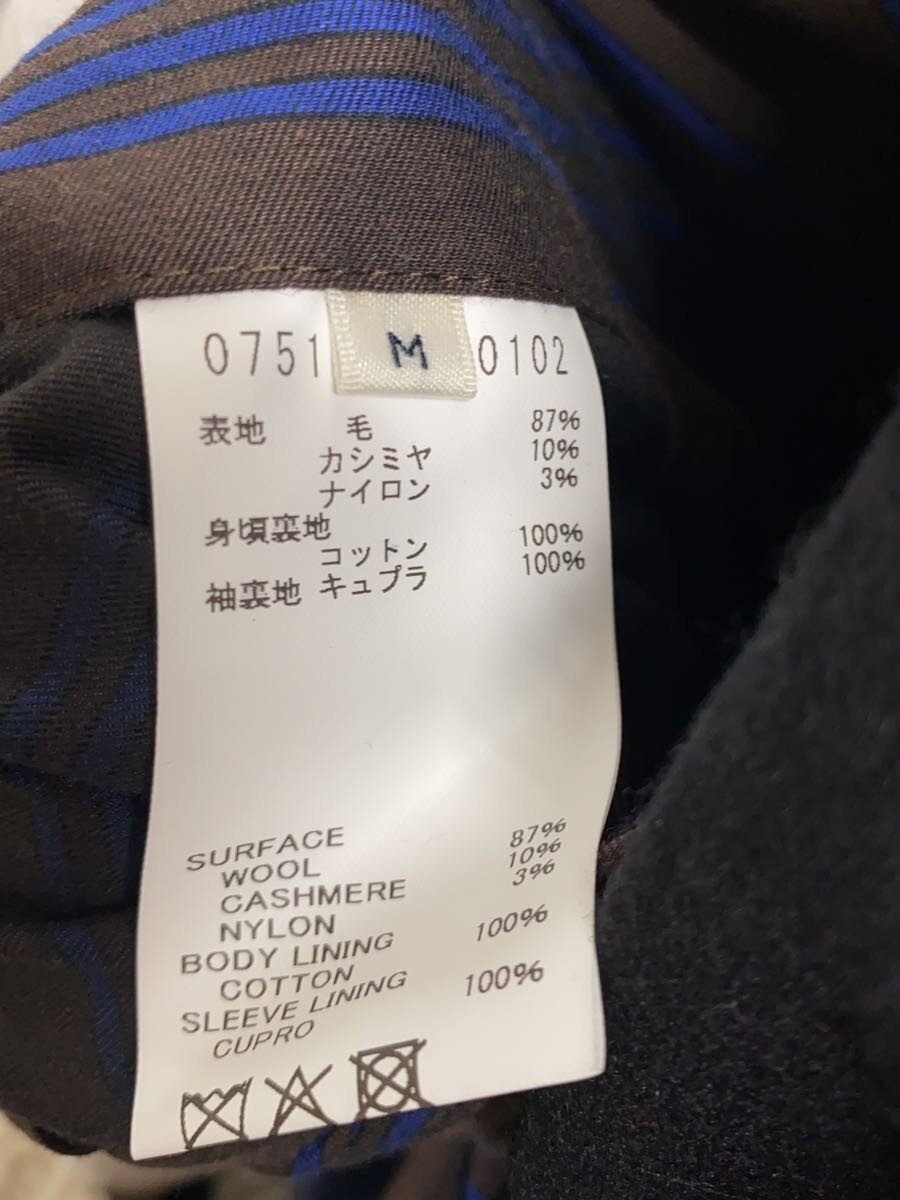 0751 M 0102
表地 毛 87%
カシミヤ 10%
ナイロン 3%
身頃裏地
コットン 100%
袖裏地 キュプラ 100%
SURFACE
WOOL 87%
CASHMERE 10%
NYLON 3%
BODY LINING
COTTON 100%
SLEEVE LINING
CUPRO 100%